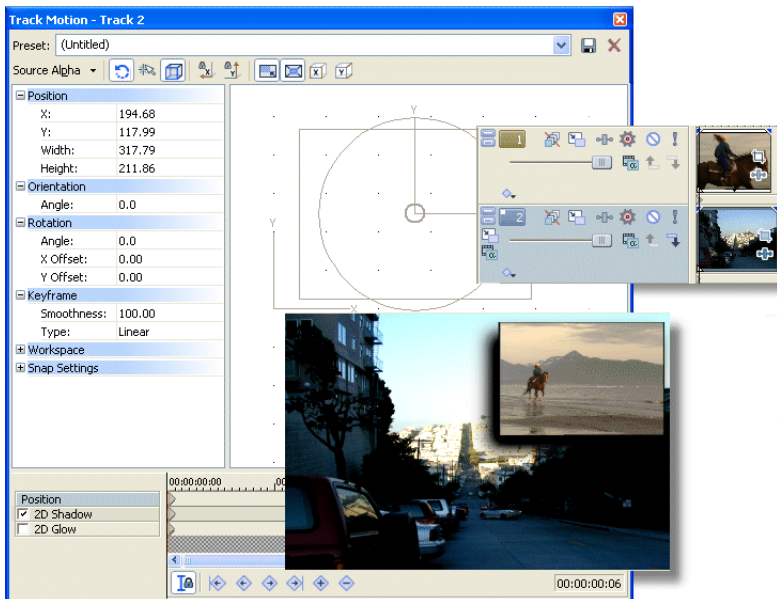 Track Motion - Track 2
Preset: (Untitled)
Source Alpha
X Y
X Y
Position
X: 194.68
Y: 117.99
Width: 317.79
Height: 211.86
Orientation
Angle: 0.0
Rotation
Angle: 0.0
X Offset: 0.00
Y Offset: 0.00
Keyframe
Smoothness: 100.00
Type: Linear
Workspace
Snap Settings
Y
Y
X
1
2
00:00:00:00
Position
2D Shadow
2D Glow
00:00:00:06